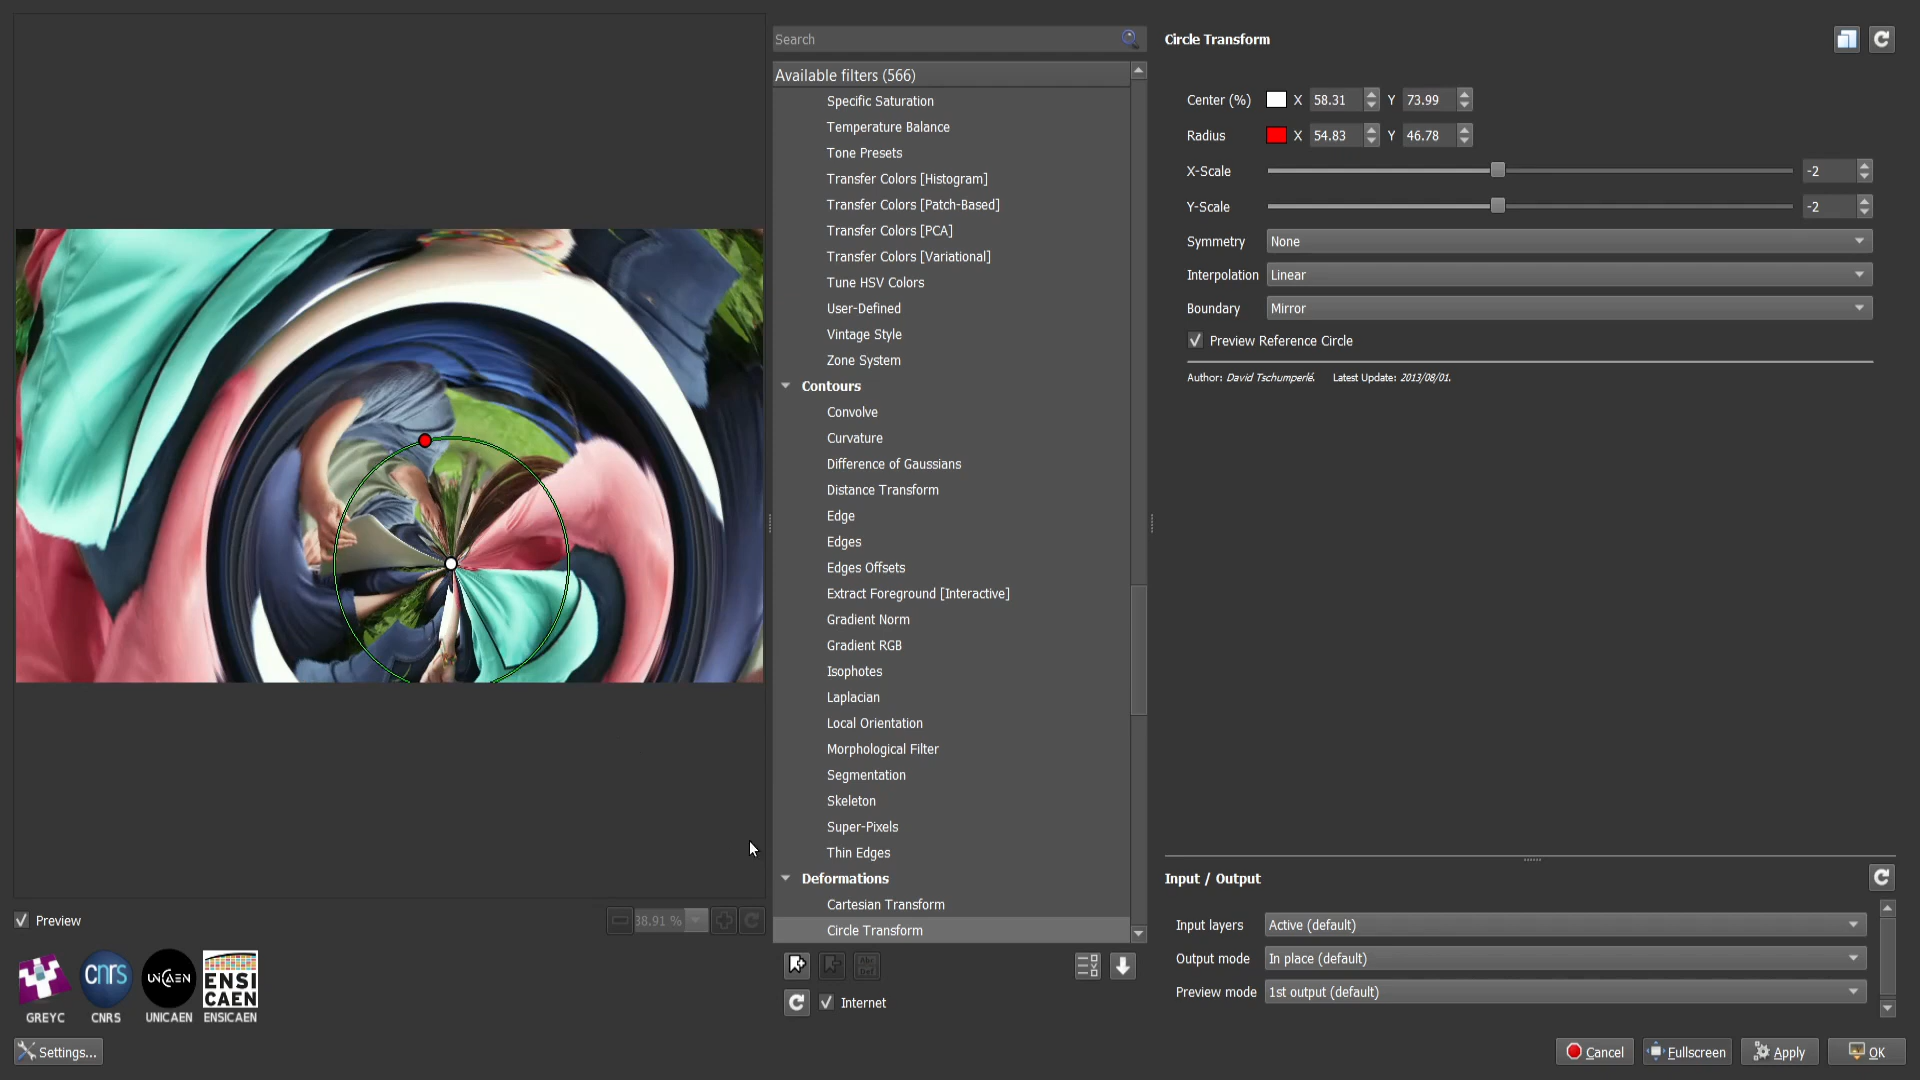 Search
Available filters (566)
Specific Saturation
Temperature Balance
Tone Presets
Transfer Colors [Histogram]
Transfer Colors [Patch-Based]
Transfer Colors [PCA]
Transfer Colors [Variational]
Tune HSV Colors
User-Defined
Vintage Style
Zone System
Contours
Convolve
Curvature
Difference of Gaussians
Distance Transform
Edge
Edges
Edges Offsets
Extract Foreground [Interactive]
Gradient Norm
Gradient RGB
Isophotes
Laplacian
Local Orientation
Morphological Filter
Segmentation
Skeleton
Super-Pixels
Thin Edges
Deformations
Cartesian Transform
Circle Transform
Internet
Circle Transform
Center (%) X 58.31 Y 73.99
Radius X 54.83 Y 46.78
X-Scale -2
Y-Scale -2
Symmetry None
Interpolation Linear
Boundary Mirror
Preview Reference Circle
Author: David Tschumperlé. Latest Update: 2013/08/01.
Input / Output
Input layers Active (default)
Output mode In place (default)
Preview mode 1st output (default)
Preview
38.91 %
cnrs
UNICAEN
ENSI
CAEN
GREYC CNRS UNICAEN ENSICAEN
Settings...
Cancel Fullscreen Apply OK